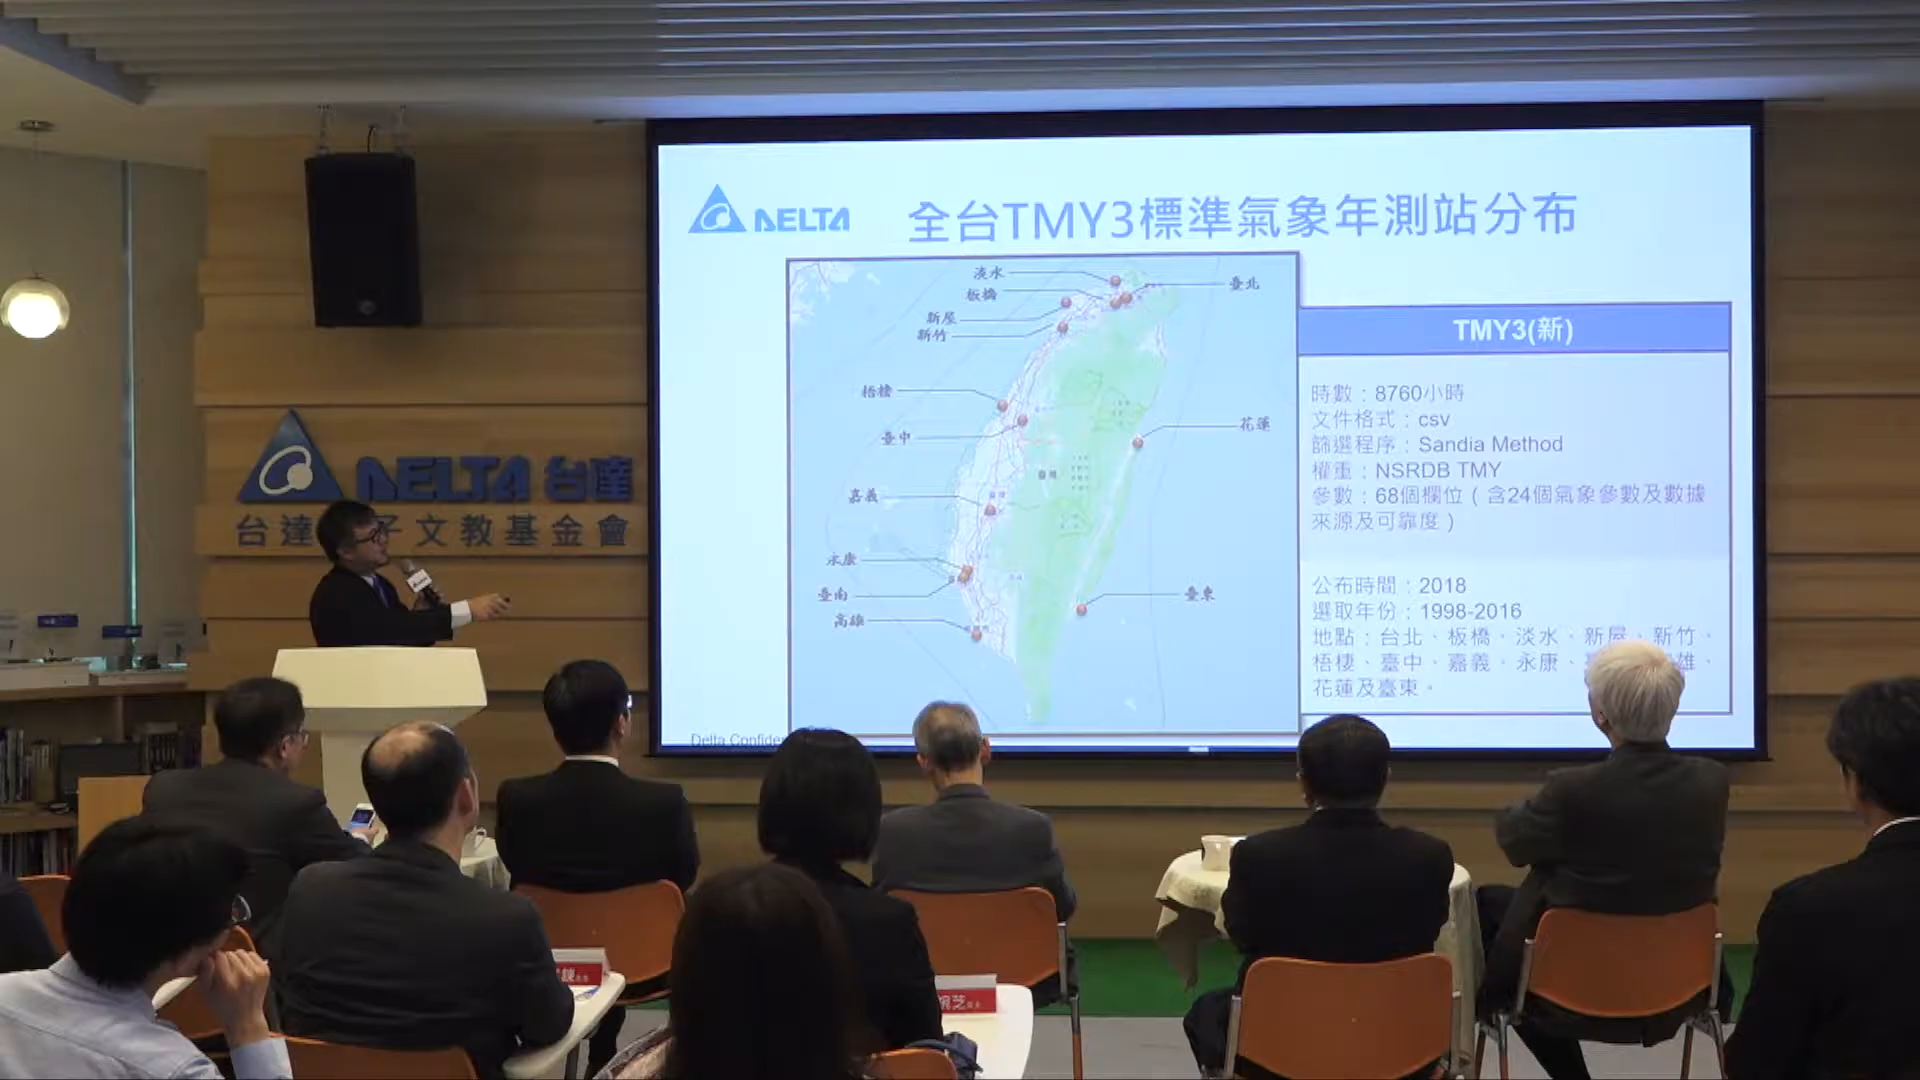 DELTA
全台TMY3標準氣象年測站分布
淡水
板橋
臺北
新屋
新竹
梧棲
臺中
花蓮
嘉義
永康
臺南
臺東
高雄
TMY3(新)
時數：8760小時
文件格式：csv
篩選程序：Sandia Method
權重：NSRDB TMY
參數：68個欄位（含24個氣象參數及數據
來源及可靠度）
公布時間：2018
選取年份：1998-2016
地點：台北、板橋、淡水、新屋、新竹、
梧棲、臺中、嘉義、永康、
雄、
花蓮及臺東。
Delta
DELTA 台達
台達 子文教基金會